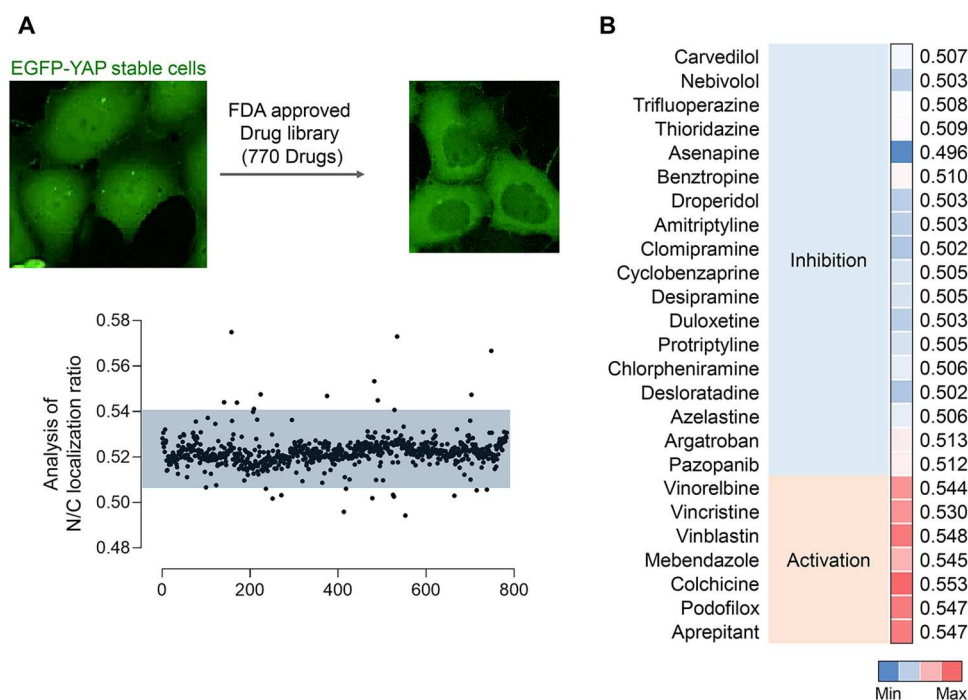 A
EGFP-YAP stable cells
FDA approved
Drug library
(770 Drugs)
Analysis of
N/C localization ratio
0.58
0.56
0.54
0.52
0.50
0.48
0
200
400
600
800
B
Carvedilol 0.507
Nebivolol 0.503
Trifluoperazine 0.508
Thioridazine 0.509
Asenapine 0.496
Benztropine 0.510
Droperidol 0.503
Amitriptyline 0.503
Clomipramine 0.502
Inhibition
Cyclobenzaprine 0.505
Desipramine 0.505
Duloxetine 0.503
Protriptyline 0.505
Chlorpheniramine 0.506
Desloratadine 0.502
Azelastine 0.506
Argatroban 0.513
Pazopanib 0.512
Vinorelbine 0.544
Vincristine 0.530
Vinblastin 0.548
Mebendazole Activation 0.545
Colchicine 0.553
Podofilox 0.547
Aprepitant 0.547
Min Max